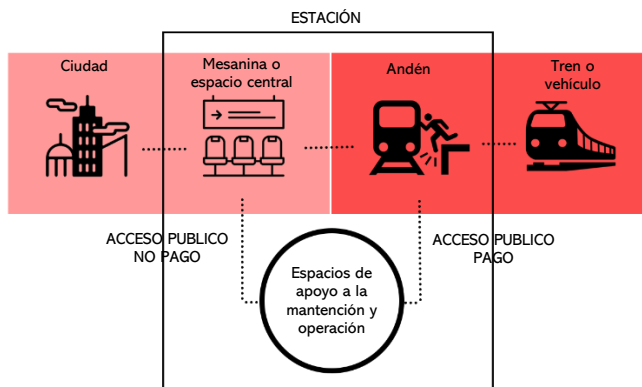 ESTACIÓN
Ciudad
Mesanina o
espacio central
Andén
Tren o
vehículo
ACCESO PUBLICO
NO PAGO
ACCESO PUBLICO
PAGO
Espacios de
apoyo a la
mantención y
operación